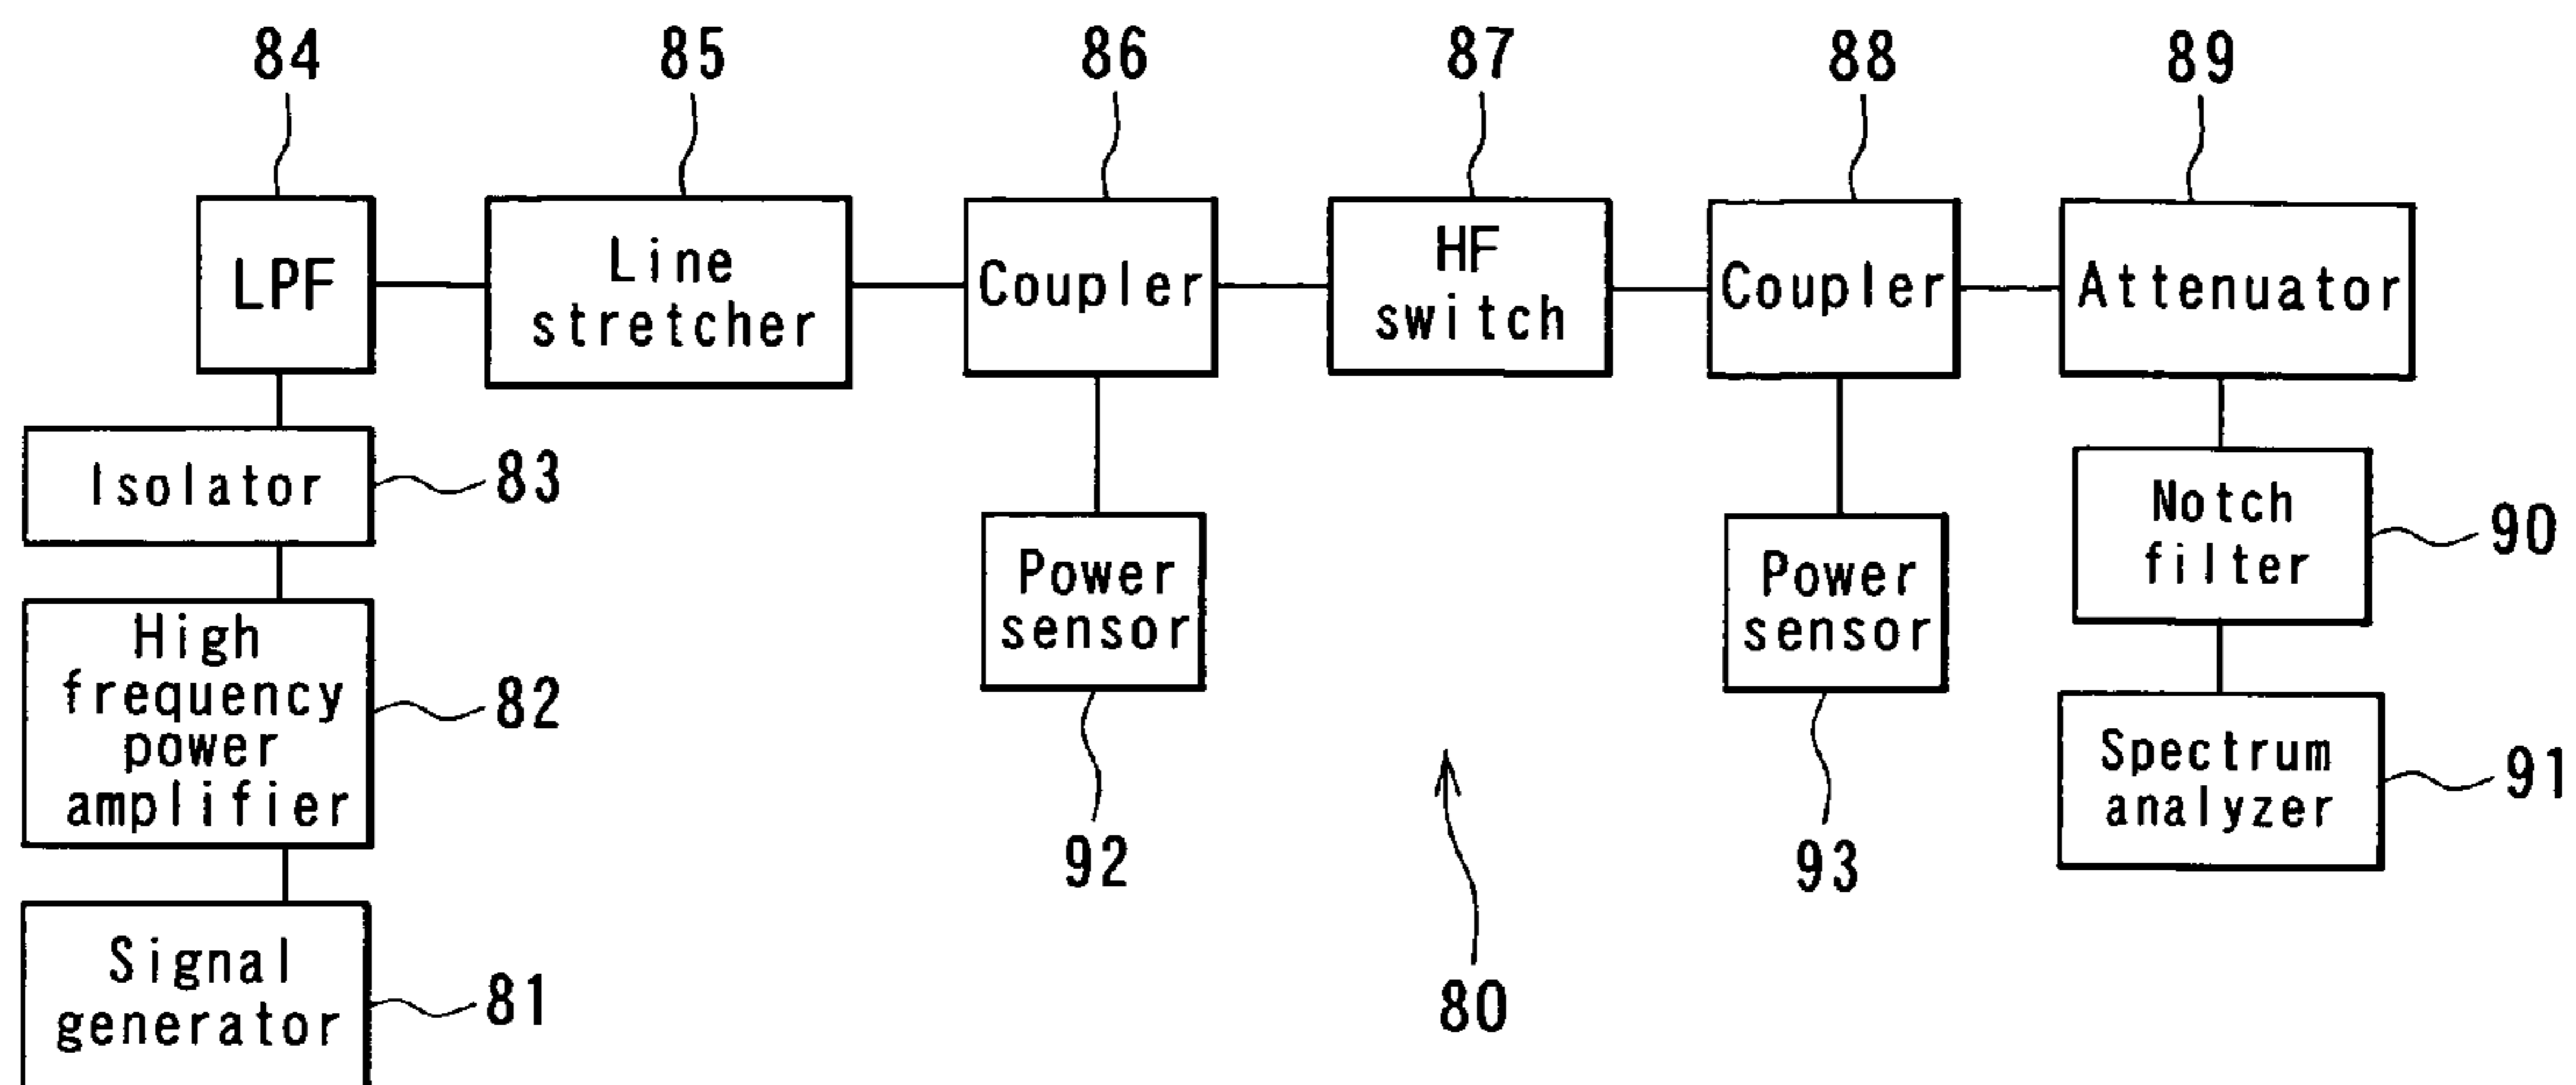 84
85
86
87
88
89
LPF
Line
stretcher
Coupler
HF
switch
Coupler
Attenuator
Isolator
83
Notch
filter
90
Power
sensor
Power
sensor
High
frequency
power
amplifier
82
Spectrum
analyzer
91
92
93
Signal
generator
81
80